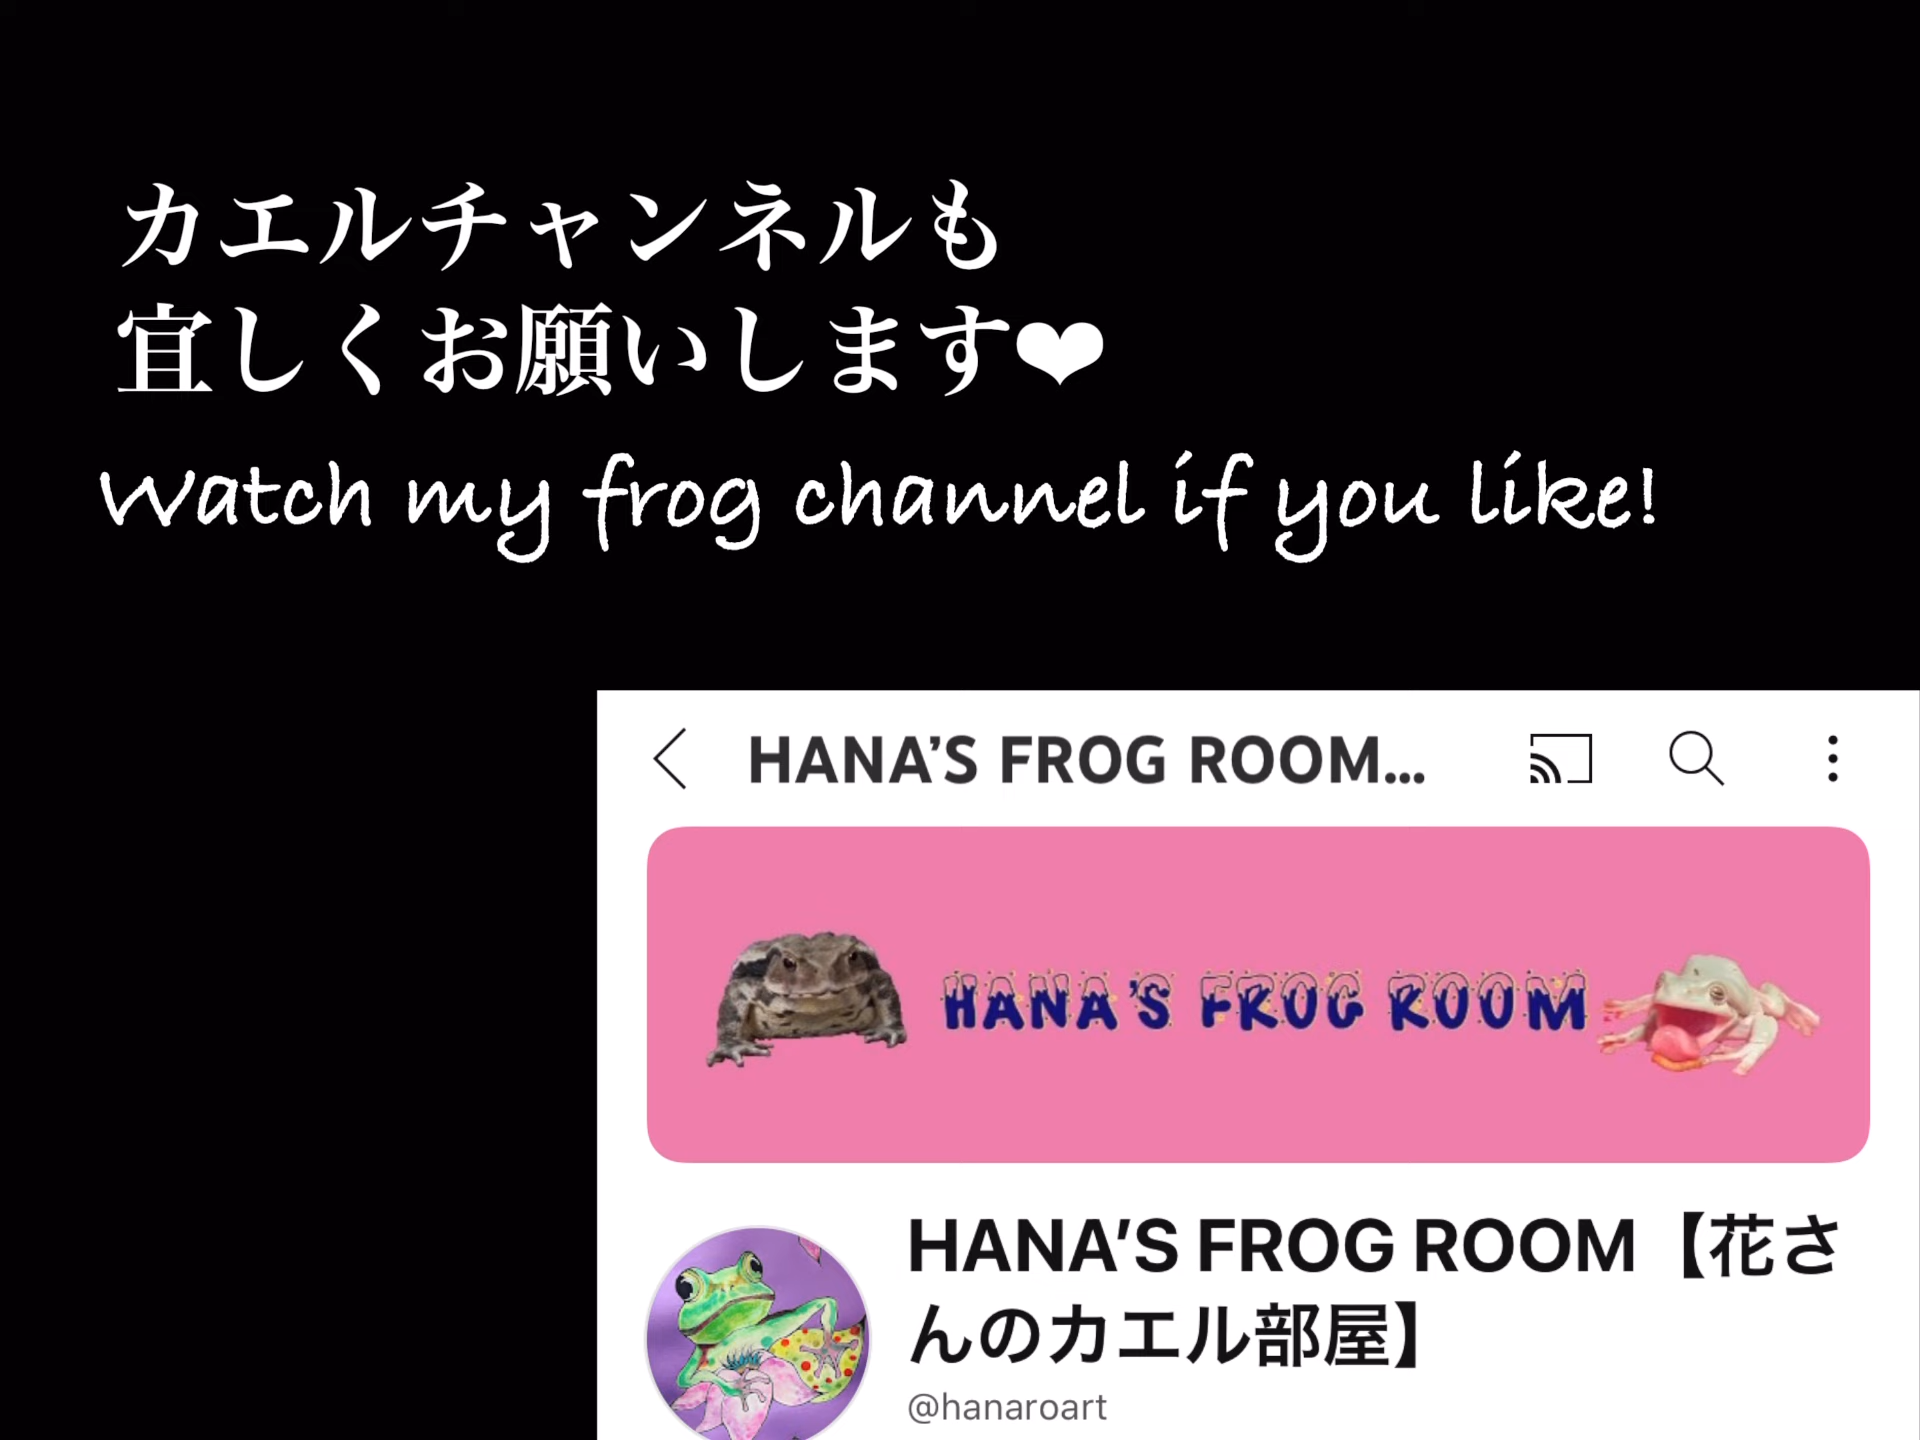 カエルチャンネルも
宜しくお願いします❤
Watch my frog channel if you like!
HANA’S FROG ROOM...
HANA'S FROG ROOM
HANA'S FROG ROOM【花さ
んのカエル部屋】
@hanaroart